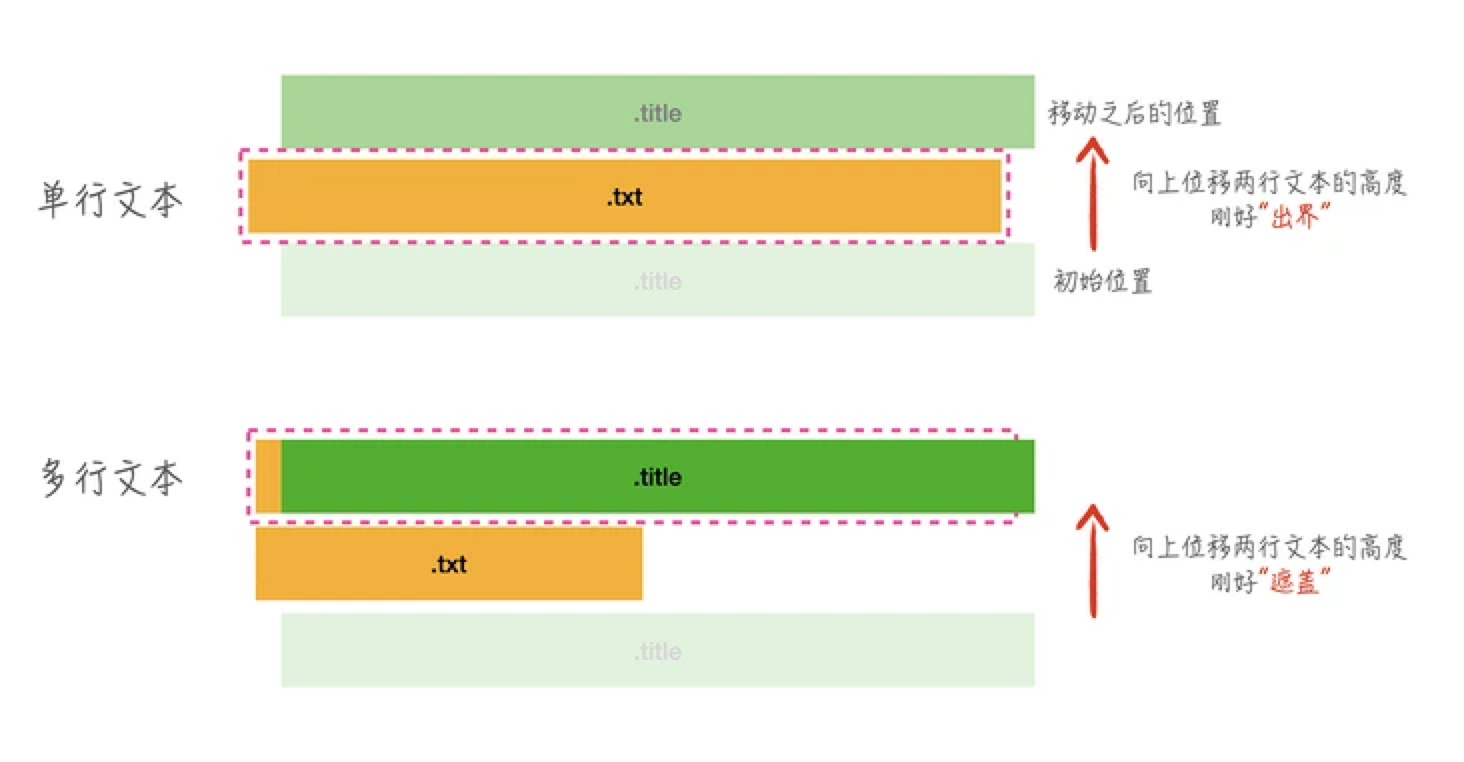 .title
移动之后的位置
单行文本
.txt
向上位移两行文本的高度
刚好“出界”
.title
初始位置
多行文本
.title
.txt
向上位移两行文本的高度
刚好“遮盖”
.title